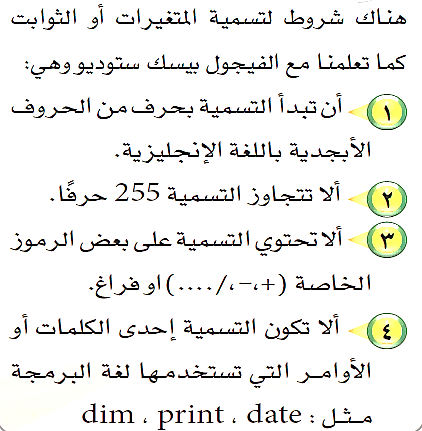 هناك شروط لتسمية المتغيرات أو الثوابت
كما تعلمنا مع الفيجول بيسك ستوديو وهي:
١ أن تبدأ التسمية بحرف من الحروف
الأبجدية باللغة الإنجليزية.
٢ ألا تتجاوز التسمية 255 حرفًا.
٣ ألا تحتوي التسمية على بعض الرموز
الخاصة (+،-،/....) او فراغ.
٤ ألا تكون التسمية إحدى الكلمات أو
الأوامر التي تستخدمها لغة البرمجة
مثل: dim ، print ، date